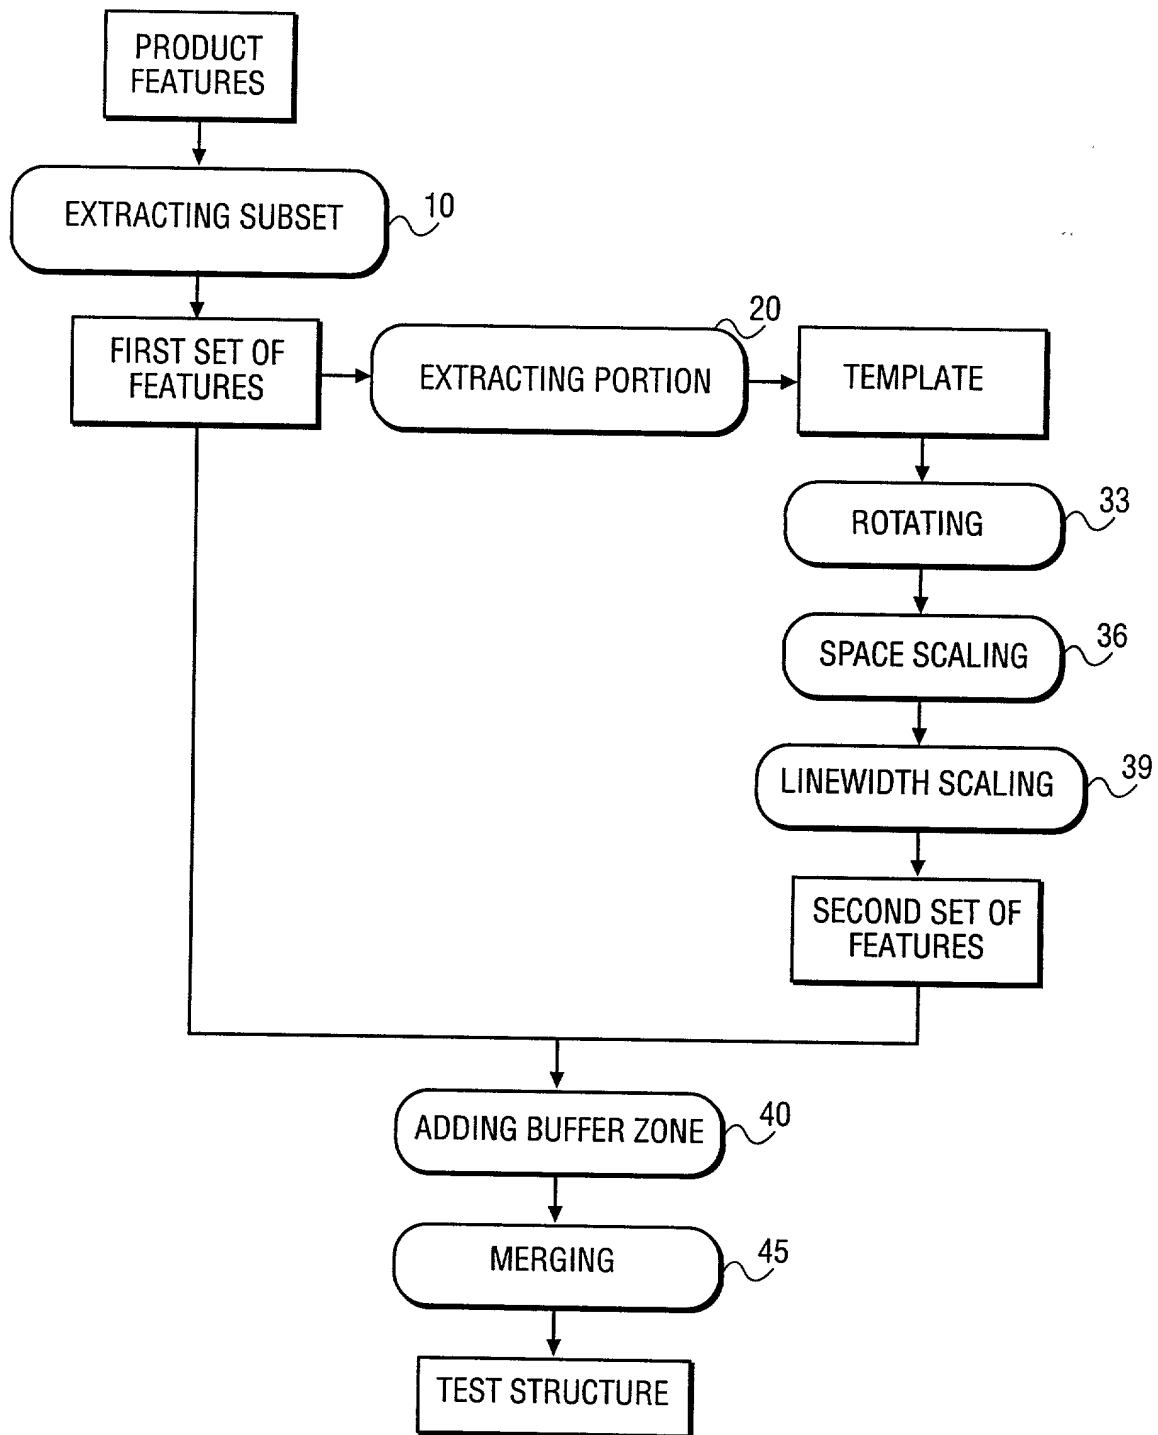 PRODUCT
FEATURES
EXTRACTING SUBSET
10
FIRST SET OF
FEATURES
EXTRACTING PORTION
20
TEMPLATE
ROTATING
33
SPACE SCALING
36
LINEWIDTH SCALING
39
SECOND SET OF
FEATURES
ADDING BUFFER ZONE
40
MERGING
45
TEST STRUCTURE